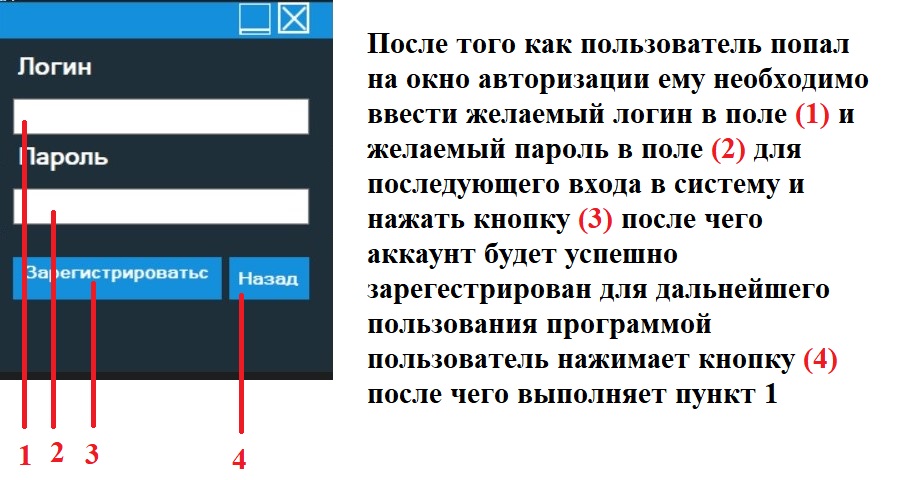 Логин
Пароль
Зарегистрироватьс
Назад
1
2
3
4
После того как пользователь попал
на окно авторизации ему необходимо
ввести желаемый логин в поле (1) и
желаемый пароль в поле (2) для
последующего входа в систему и
нажать кнопку (3) после чего
аккаунт будет успешно
зарегестрирован для дальнейшего
пользования программой
пользователь нажимает кнопку (4)
после чего выполняет пункт 1